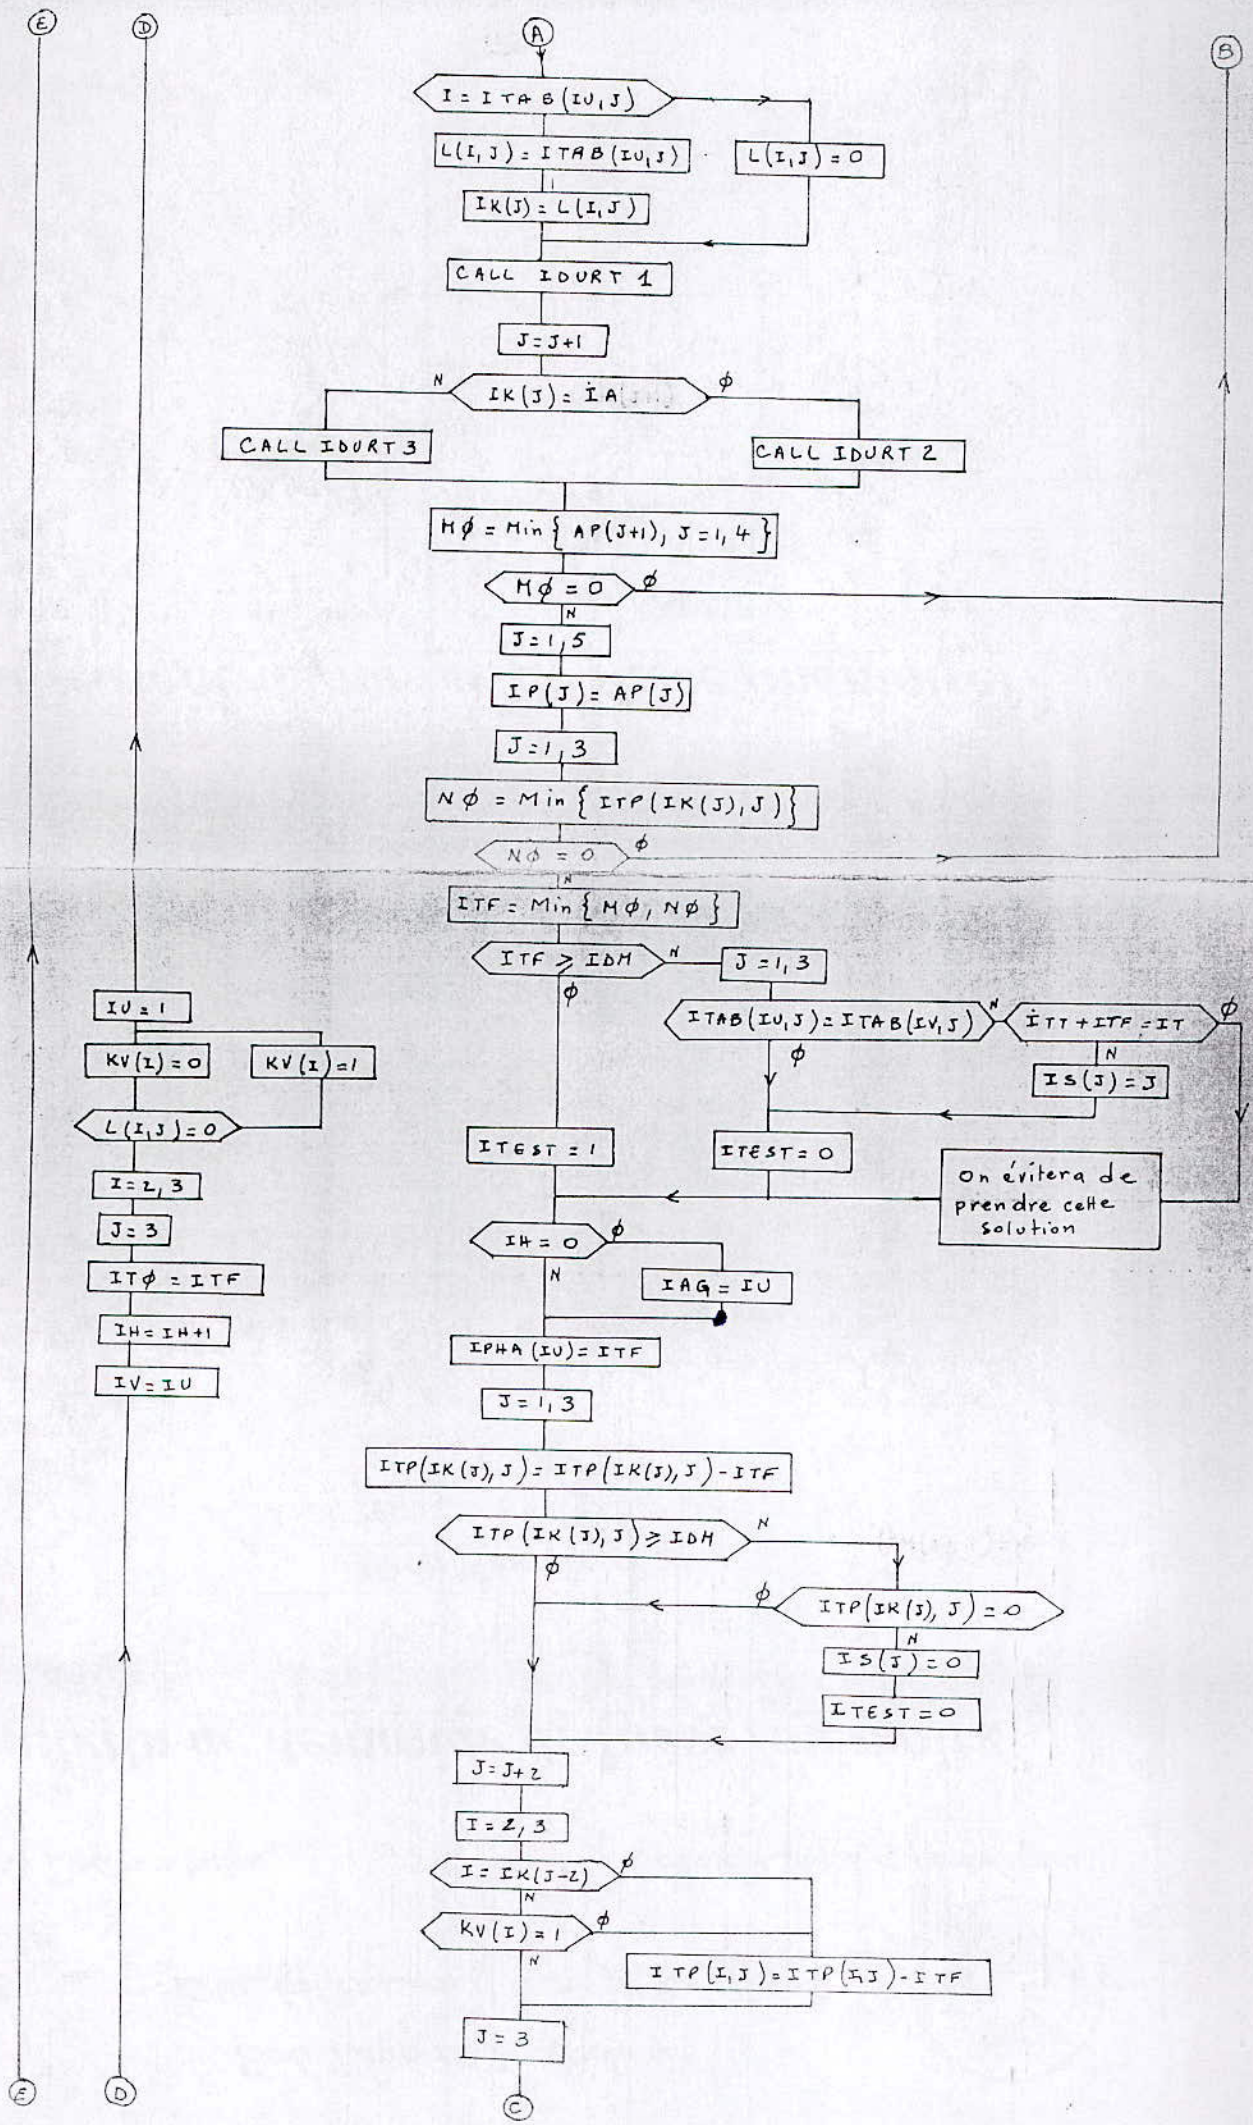 E
D
A
B
I = ITAB(IU,J)
L(I,J) = ITAB(IU,J)
L(I,J) = 0
IK(J) = L(I,J)
CALL IDURT 1
J = J+1
N
IK(J) = IA
φ
CALL IDURT 3
CALL IDURT 2
Mφ = Min { AP(J+1), J = 1, 4 }
Mφ = 0
φ
N
J = 1, 5
IP(J) = AP(J)
J = 1, 3
Nφ = Min { ITP(IK(J), J) }
Nφ = 0
φ
N
ITF = Min { Mφ, Nφ }
ITF ≥ IDM
N
J = 1, 3
φ
ITAB(IU,J) = ITAB(IV,J)
N
ITT + ITF = IT
φ
φ
N
IS(J) = J
ITEST = 1
ITEST = 0
On évitera de
prendre cette
solution
IH = 0
φ
N
IAG = IU
IPHA(IU) = ITF
J = 1, 3
ITP(IK(J), J) = ITP(IK(J), J) - ITF
ITP(IK(J), J) ≥ IDM
N
φ
φ
ITP(IK(J), J) = 0
N
IS(J) = 0
ITEST = 0
J = J+2
I = 2, 3
I = IK(J-2)
φ
N
KV(I) = 1
φ
N
ITP(I,J) = ITP(I,J) - ITF
J = 3
IU = 1
KV(I) = 0
KV(I) = 1
L(I,J) = 0
I = 2, 3
J = 3
ITφ = ITF
IH = IH+1
IV = IU
E
D
C